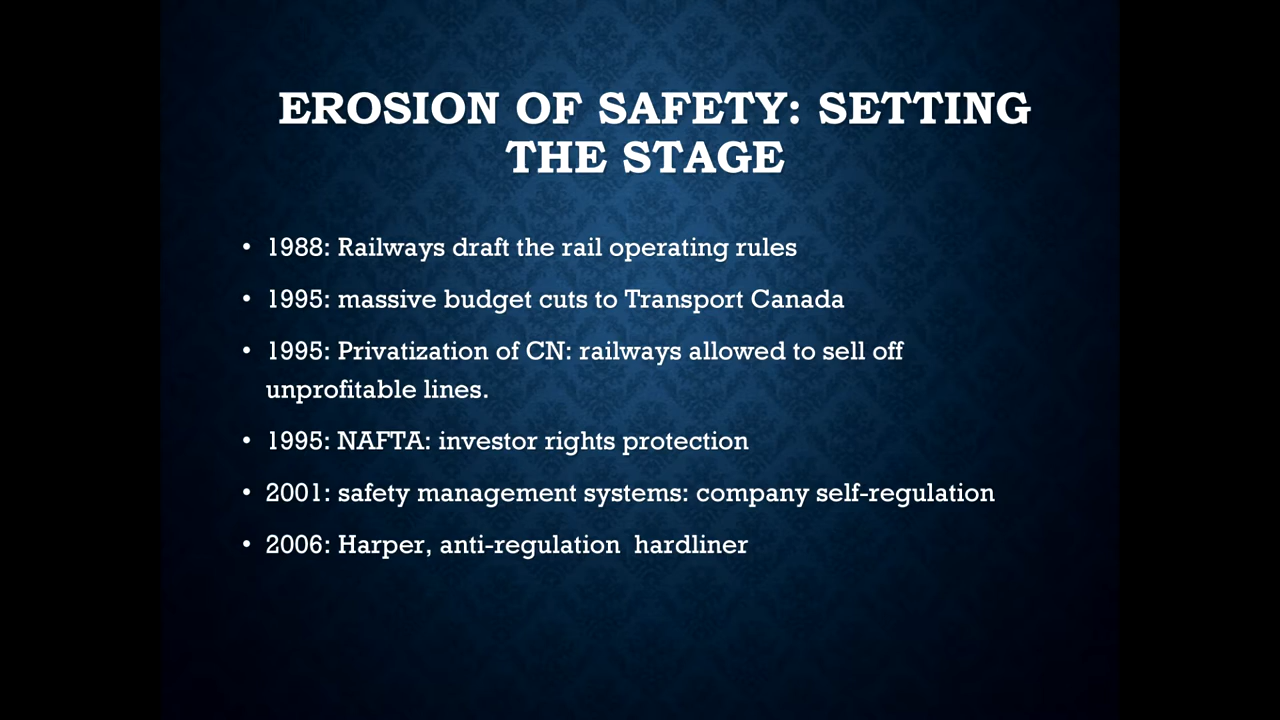 EROSION OF SAFETY: SETTING
THE STAGE
• 1988: Railways draft the rail operating rules
• 1995: massive budget cuts to Transport Canada
• 1995: Privatization of CN: railways allowed to sell off
unprofitable lines.
• 1995: NAFTA: investor rights protection
• 2001: safety management systems: company self-regulation
• 2006: Harper, anti-regulation  hardliner